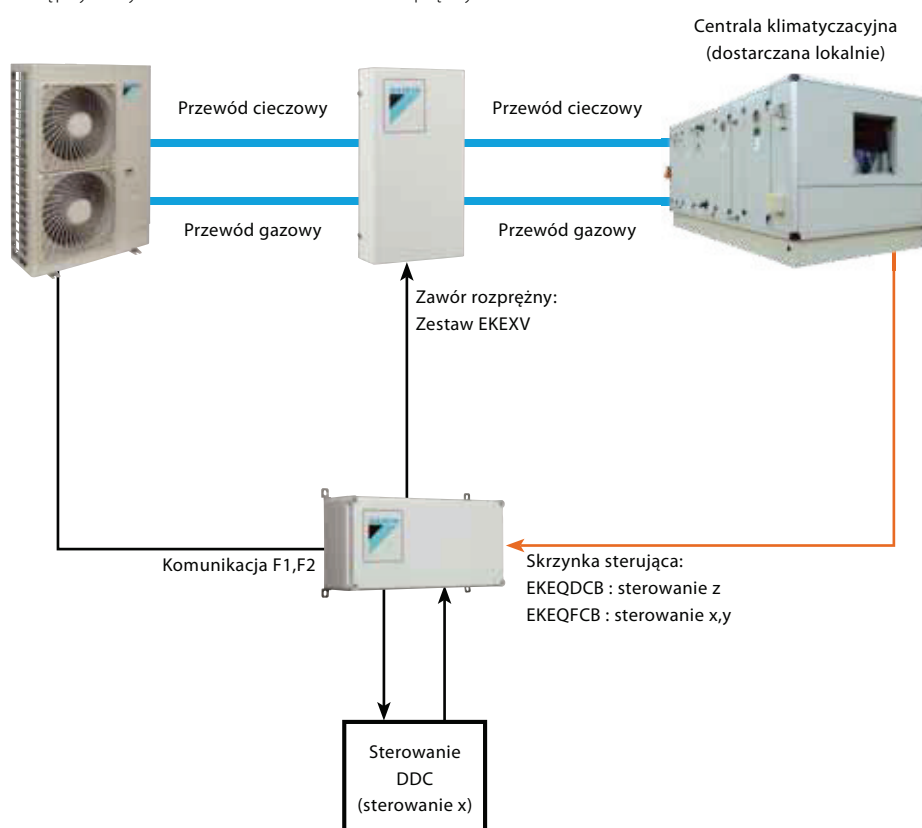 Centrala klimatyczacyjna
(dostarczana lokalnie)
Przewód cieczowy
Przewód cieczowy
Przewód gazowy
Przewód gazowy
Zawór rozprężny:
Zestaw EKEXV
Komunikacja F1,F2
Skrzynka sterująca:
EKEQDCB : sterowanie z
EKEQFCB : sterowanie x,y
Sterowanie
DDC
(sterowanie x)